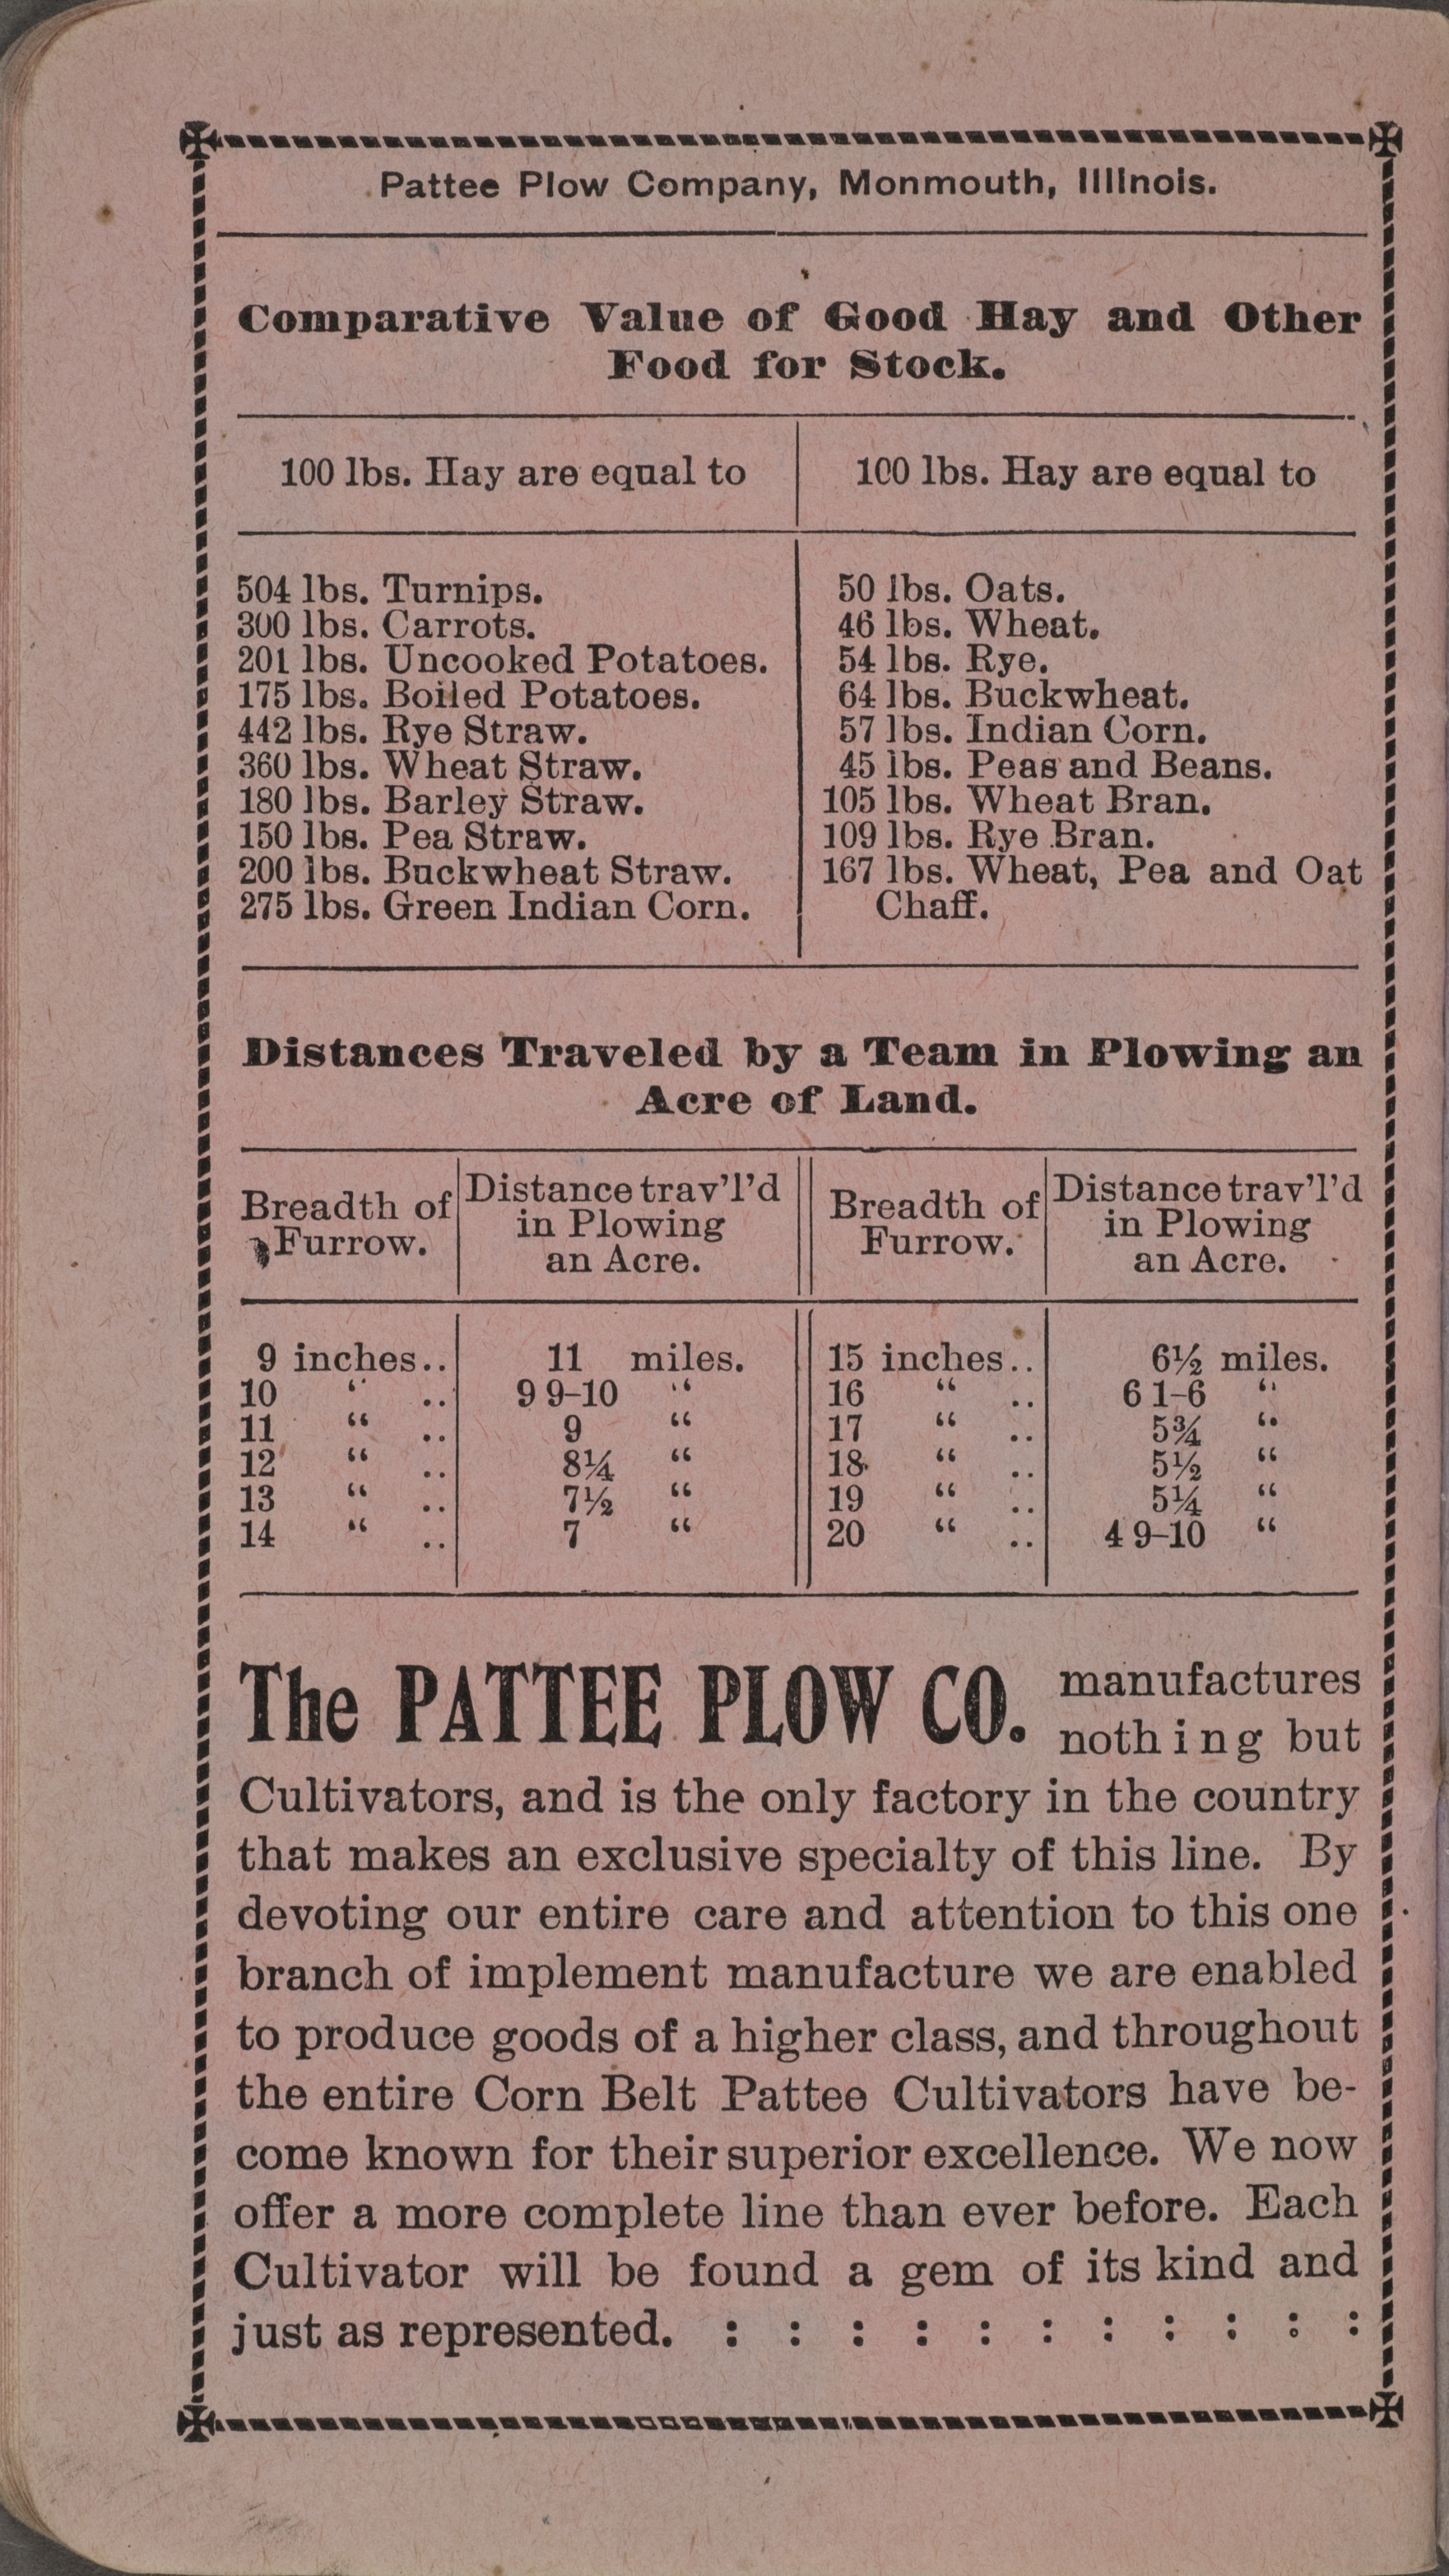 Pattee Plow Company, Monmouth, Illinois.
Comparative Value of Good Hay and Other
Food for Stock.
100 lbs. Hay are equal to
504 lbs. Turnips.
300 lbs. Carrots.
201 lbs. Uncooked Potatoes.
175 lbs. Boiled Potatoes.
442 lbs. Rye Straw.
360 lbs. Wheat Straw.
180 lbs. Barley Straw.
150 lbs. Pea Straw.
200 lbs. Buckwheat Straw.
275 lbs. Green Indian Corn.
100 lbs. Hay are equal to
50 lbs. Oats.
46 lbs. Wheat.
54 lbs. Rye.
64 lbs. Buckwheat.
57 lbs. Indian Corn.
45 lbs. Peas and Beans.
105 lbs. Wheat Bran.
109 lbs. Rye Bran.
167 lbs. Wheat, Pea and Oat
Chaff.
Distances Traveled by a Team in Plowing an
Acre of Land.
Breadth of
Furrow.
Distance trav'l'd
in Plowing
an Acre.
Breadth of
Furrow.
Distance trav'l'd
in Plowing
an Acre.
9 inches.. 11 miles. 15 inches.. 6½ miles.
10 “ .. 9 9–10 “ 16 “ .. 6 1–6 “
11 “ .. 9 “ 17 “ .. 5¾ “
12 “ .. 8¼ “ 18 “ .. 5½ “
13 “ .. 7½ “ 19 “ .. 5¼ “
14 “ .. 7 “ 20 “ .. 4 9–10 “
The PATTEE PLOW CO. manufactures
nothing but
Cultivators, and is the only factory in the country
that makes an exclusive specialty of this line. By
devoting our entire care and attention to this one
branch of implement manufacture we are enabled
to produce goods of a higher class, and throughout
the entire Corn Belt Pattee Cultivators have be-
come known for their superior excellence. We now
offer a more complete line than ever before. Each
Cultivator will be found a gem of its kind and
just as represented. : : : : : : : : : : :